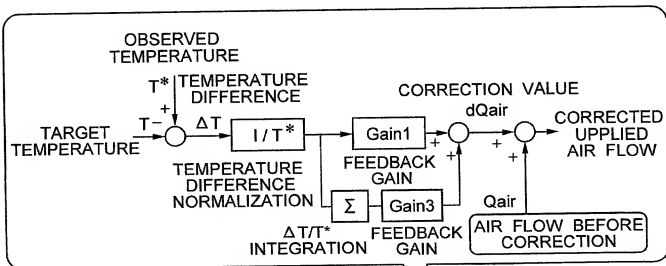 OBSERVED
TEMPERATURE
T*
TEMPERATURE
DIFFERENCE
+
T−
ΔT
TARGET
TEMPERATURE
I/T*
TEMPERATURE
DIFFERENCE
NORMALIZATION
Gain1
FEEDBACK
GAIN
Σ
ΔT/T*
INTEGRATION
Gain3
FEEDBACK
GAIN
+
+
CORRECTION VALUE
dQair
+
+
CORRECTED
UPPLIED
AIR FLOW
Qair
AIR FLOW BEFORE
CORRECTION